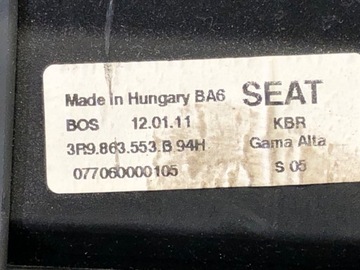 Made in Hungary BA6 SEAT
BOS 12.01.11 KBR
3R9.863.553.B 94H Gama Alta
077060000105 S 05